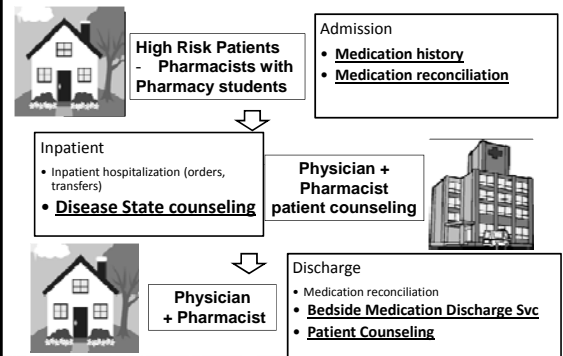 High Risk Patients
- Pharmacists with
Pharmacy students
Admission
• Medication history
• Medication reconciliation
Inpatient
• Inpatient hospitalization (orders,
transfers)
• Disease State counseling
Physician +
Pharmacist
patient counseling
Physician
+ Pharmacist
Discharge
• Medication reconciliation
• Bedside Medication Discharge Svc
• Patient Counseling